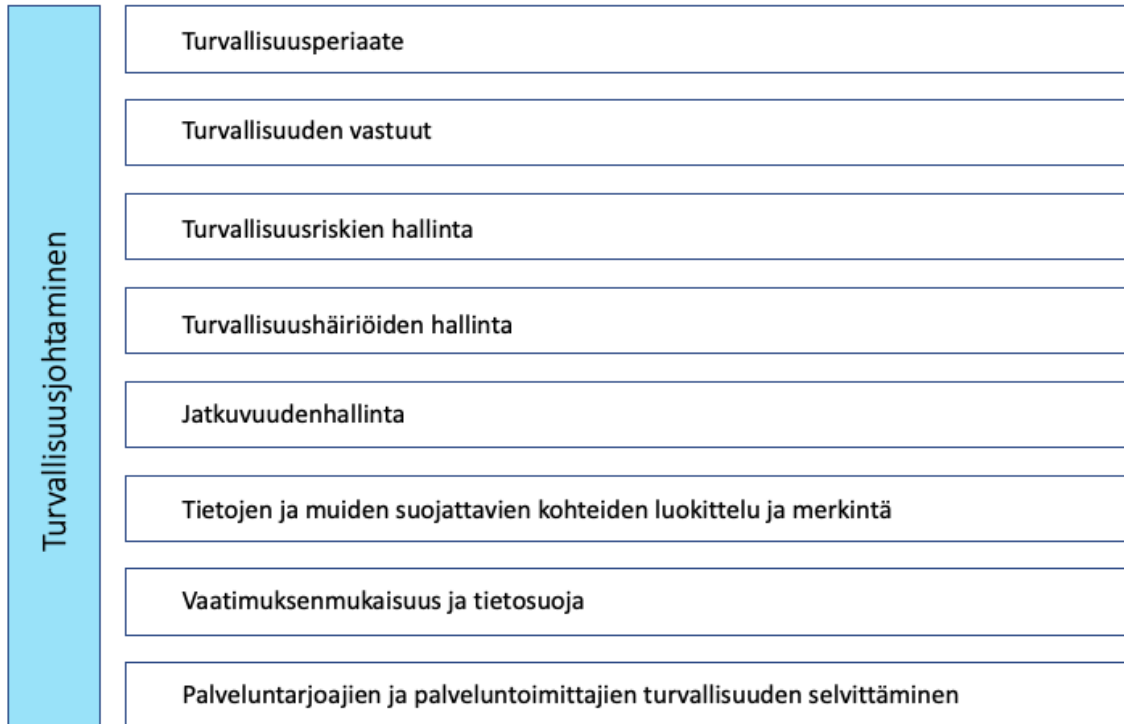 Turvallisuusjohtaminen
Turvallisuusperiaate
Turvallisuuden vastuut
Turvallisuusriskien hallinta
Turvallisuushäiriöiden hallinta
Jatkuvuudenhallinta
Tietojen ja muiden suojattavien kohteiden luokittelu ja merkintä
Vaatimuksenmukaisuus ja tietosuoja
Palveluntarjoajien ja palveluntoimittajien turvallisuuden selvittäminen